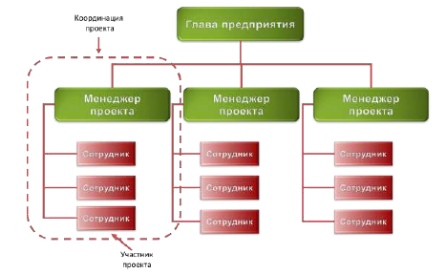 Координация
проекта
Глава предприятия
Менеджер
проекта
Менеджер
проекта
Менеджер
проекта
Сотрудник
Сотрудник
Сотрудник
Сотрудник
Сотрудник
Сотрудник
Сотрудник
Сотрудник
Сотрудник
Участник
проекта